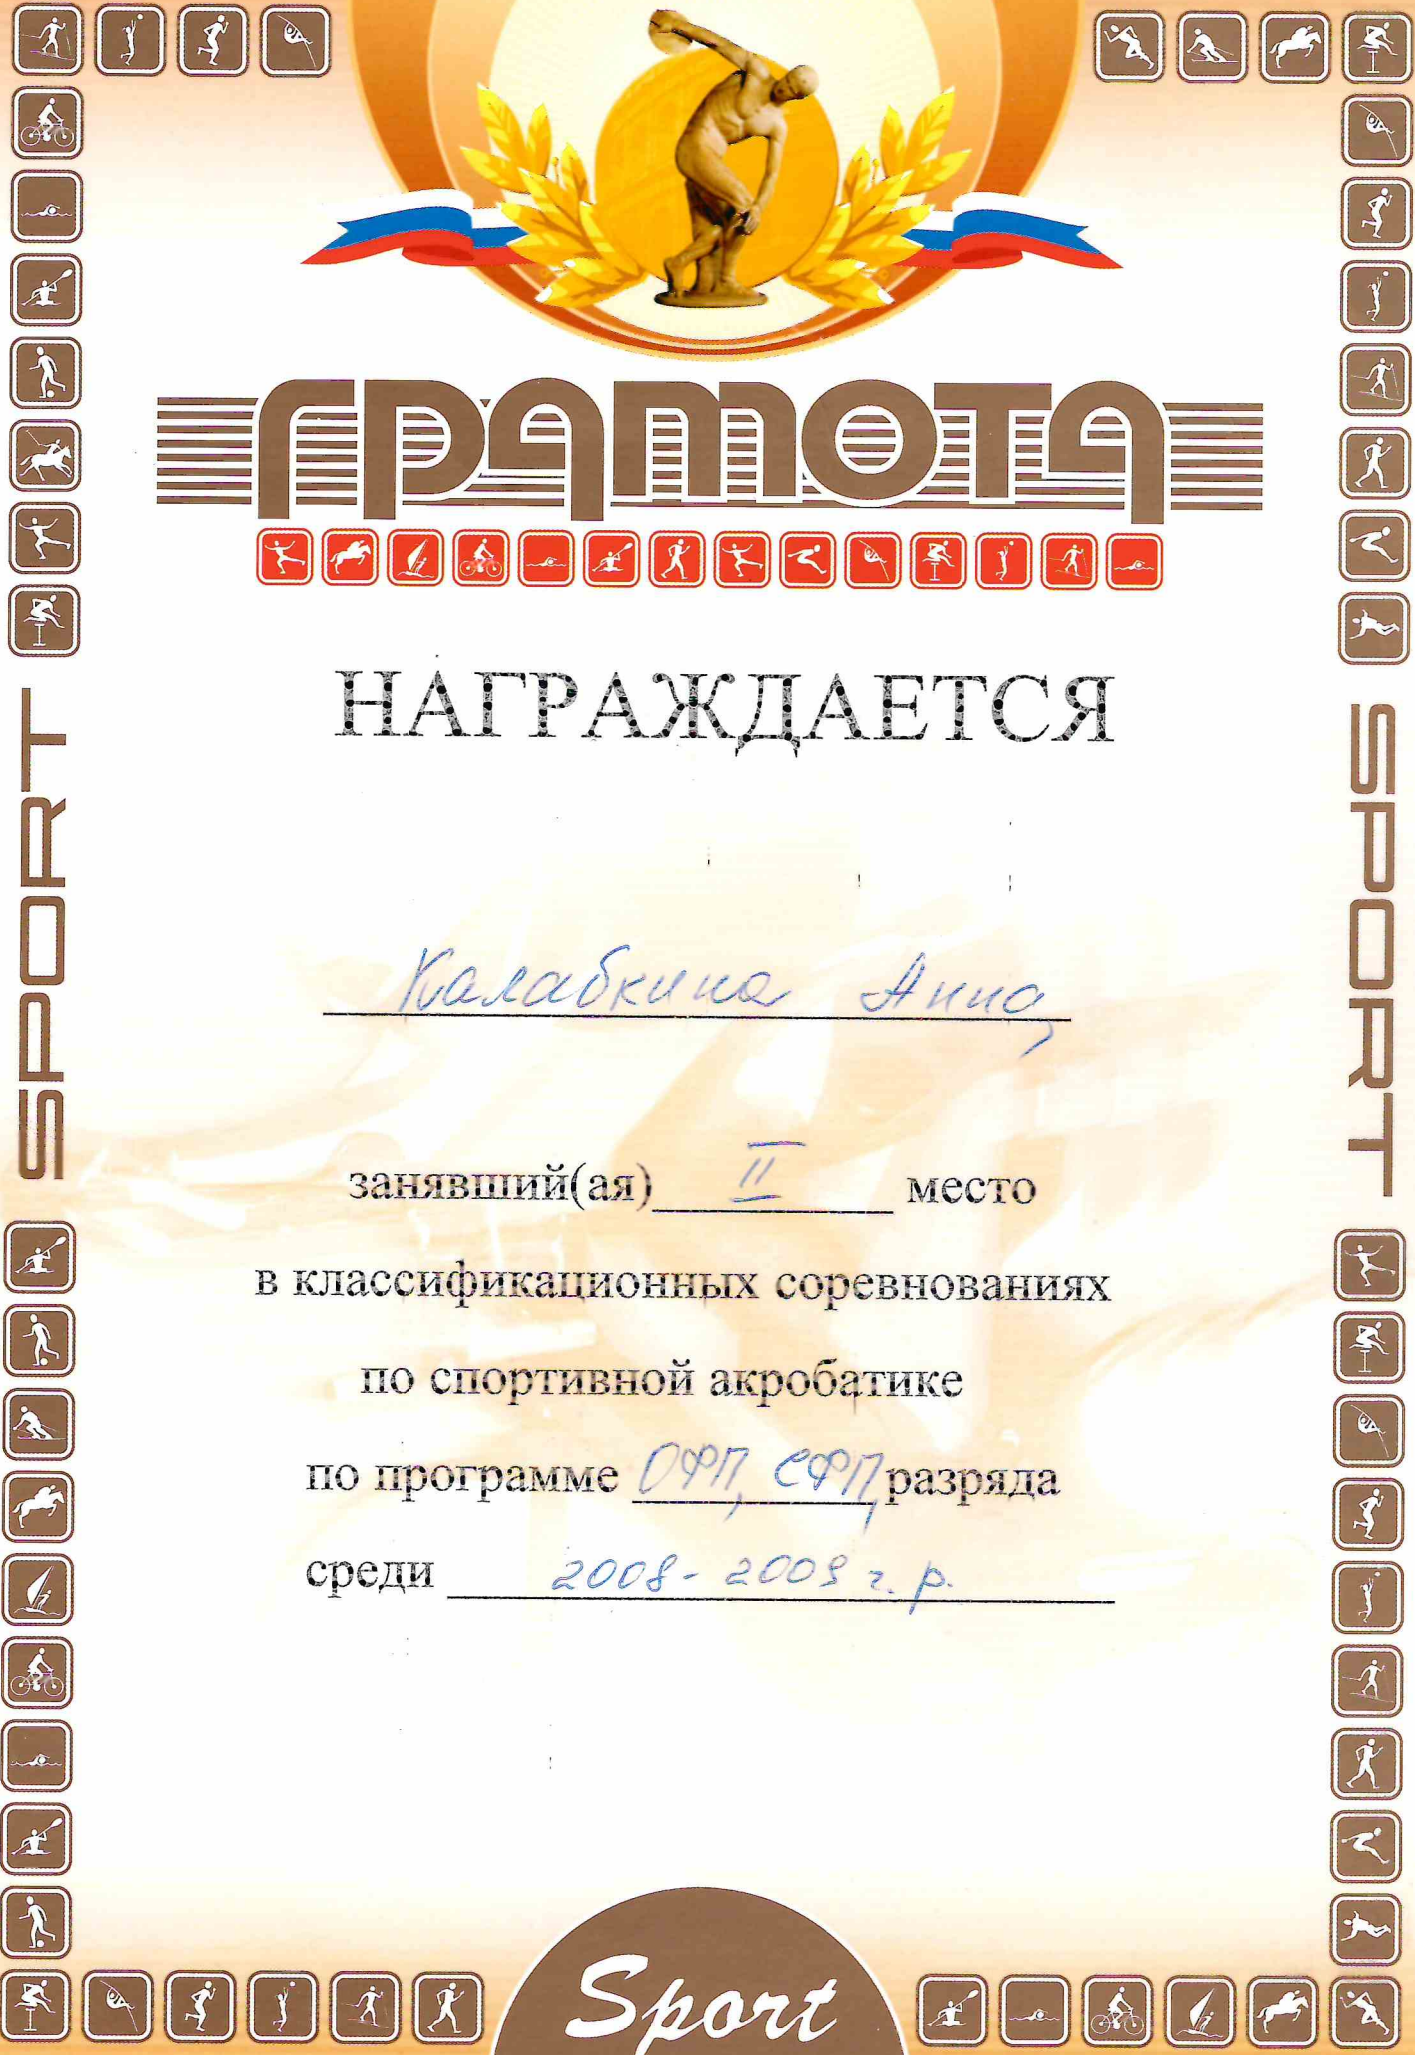 грамота
НАГРАЖДАЕТСЯ
Калабкина Анна,
занявший(ая) II место
в классификационных соревнованиях
по спортивной акробатике
по программе ОФП, СФП, разряда
среди 2008-2009 г. р.
SPORT
SPORT
Sport